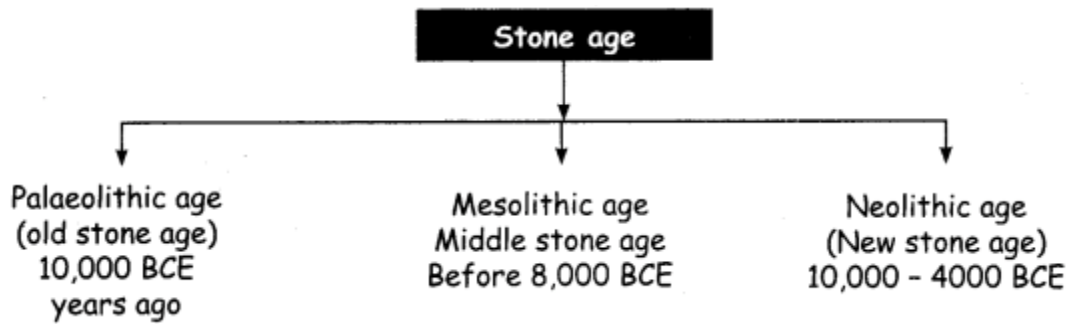 Stone age
Palaeolithic age
(old stone age)
10,000 BCE
years ago
Mesolithic age
Middle stone age
Before 8,000 BCE
Neolithic age
(New stone age)
10,000 – 4000 BCE